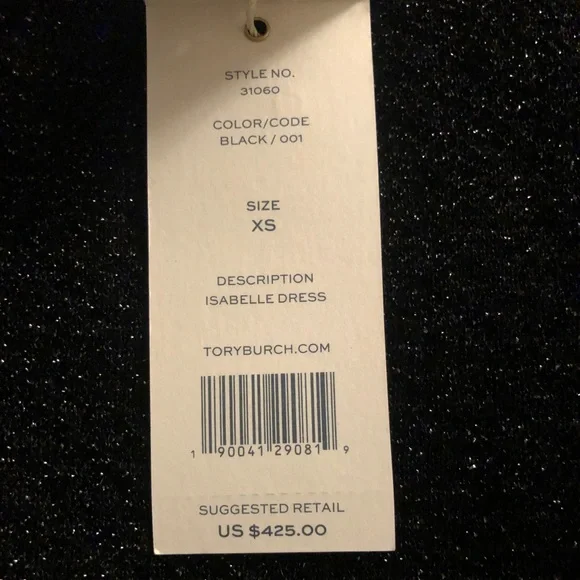 STYLE NO.
31060
COLOR/CODE
BLACK / 001
SIZE
XS
DESCRIPTION
ISABELLE DRESS
TORYBURCH.COM
1 90041 29081 9
SUGGESTED RETAIL
US $425.00